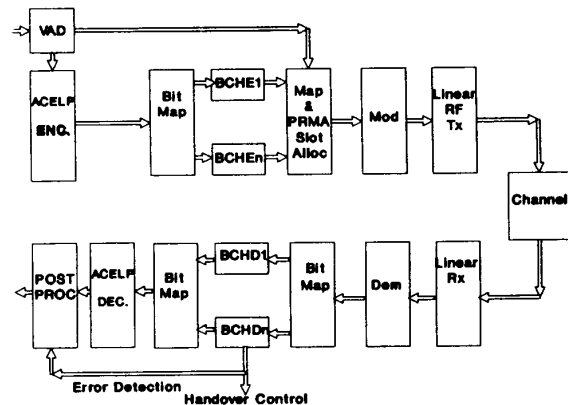 VAD
ACELP
ENC.
Bit
Map
BCHE1
BCHEn
Map
&
PRMA
Slot
Alloc
Mod
Linear
RF
Tx
Channel
POST
PROC
ACELP
DEC.
Bit
Map
BCHD1
BCHDn
Bit
Map
Dem
Linear
Rx
Error Detection
Handover Control